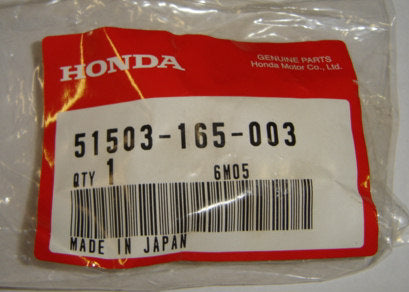 HONDA
GENUINE PARTS
Honda Motor Co., Ltd.
51503-165-003
QTY 1 6M05
MADE IN JAPAN